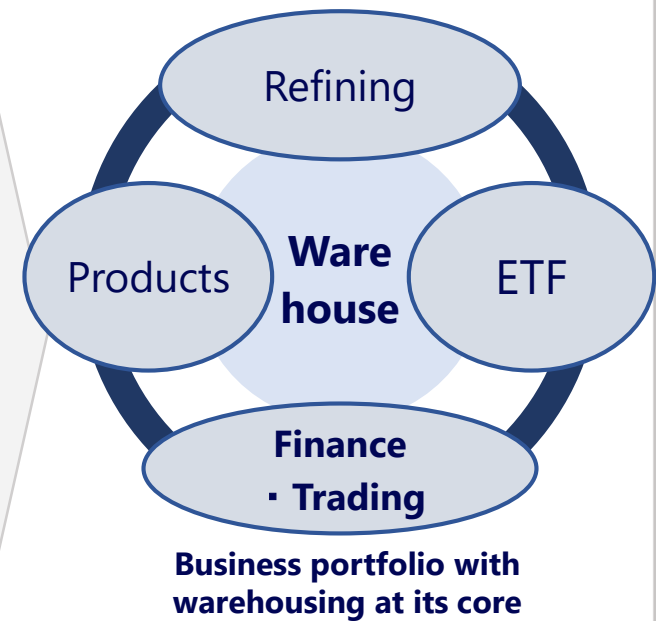 Refining
Products
Ware
house
ETF
Finance
・Trading
Business portfolio with
warehousing at its core